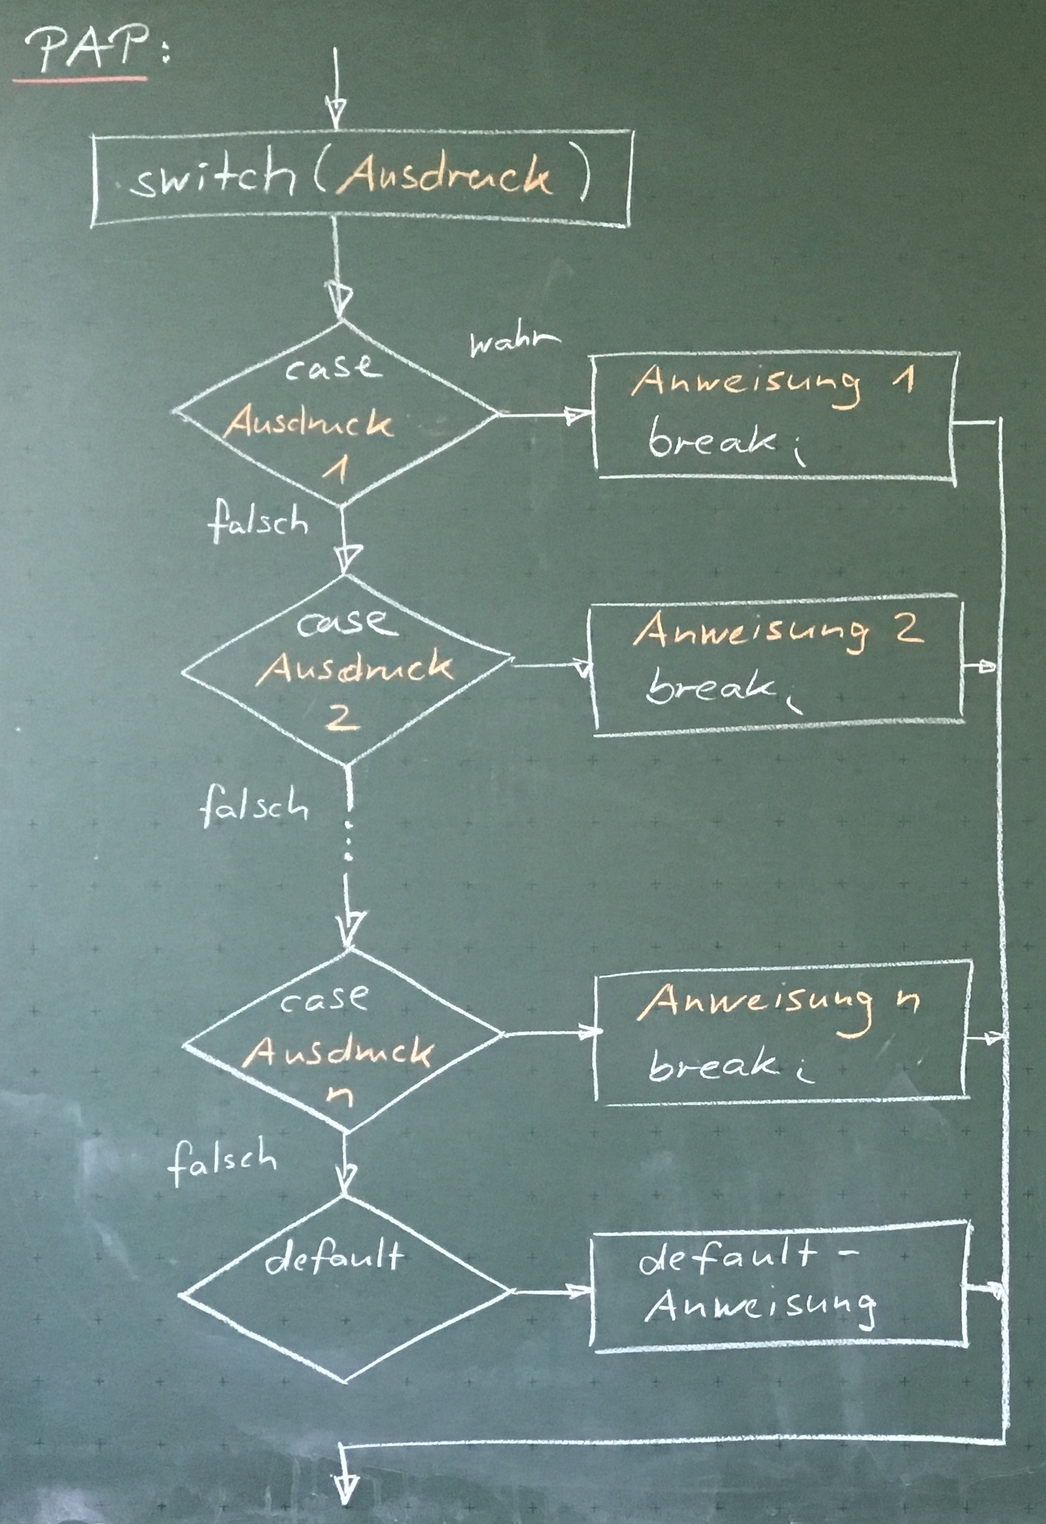 PAP:
switch (Ausdruck)
case
Ausdruck
1
wahr
Anweisung 1
break;
falsch
case
Ausdruck
2
Anweisung 2
break;
falsch
case
Ausdruck
n
Anweisung n
break;
falsch
default
default-
Anweisung